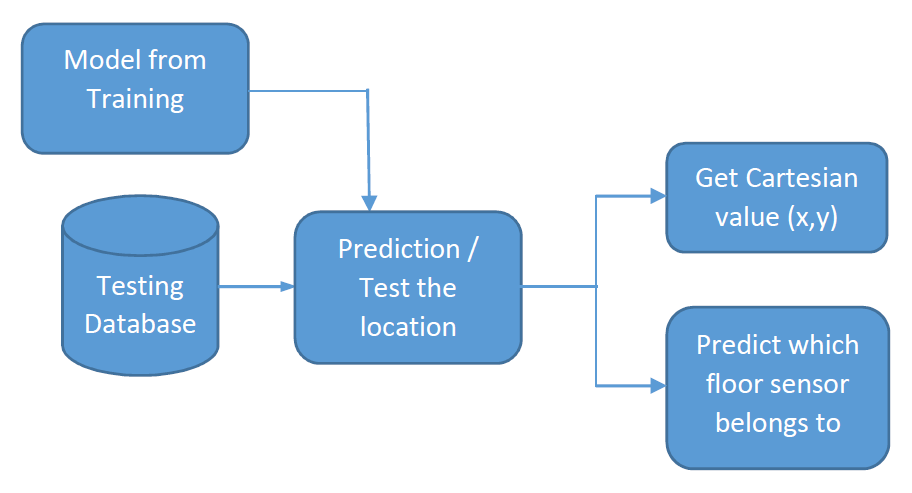 Model from
Training
Testing
Database
Prediction /
Test the
location
Get Cartesian
value (x,y)
Predict which
floor sensor
belongs to